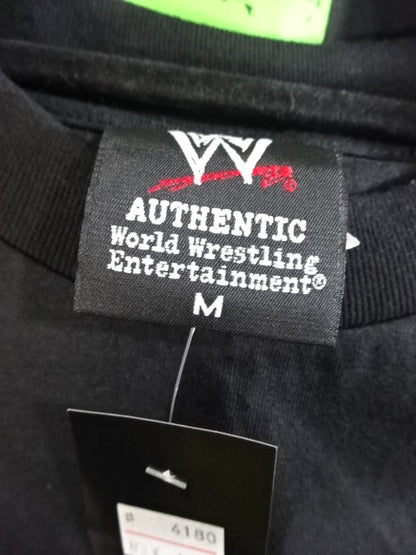 W
AUTHENTIC
World Wrestling
Entertainment®
M
# 4180